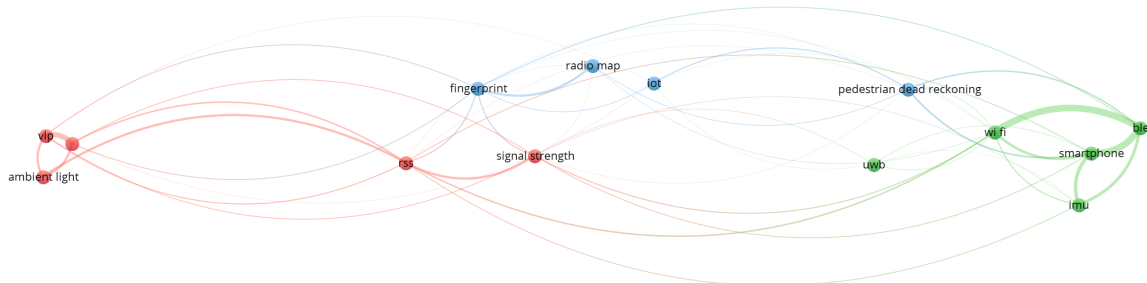 radio map
iot
fingerprint
pedestrian dead reckoning
ble
wi fi
vlp
smartphone
signal strength
rss
uwb
ambient light
imu